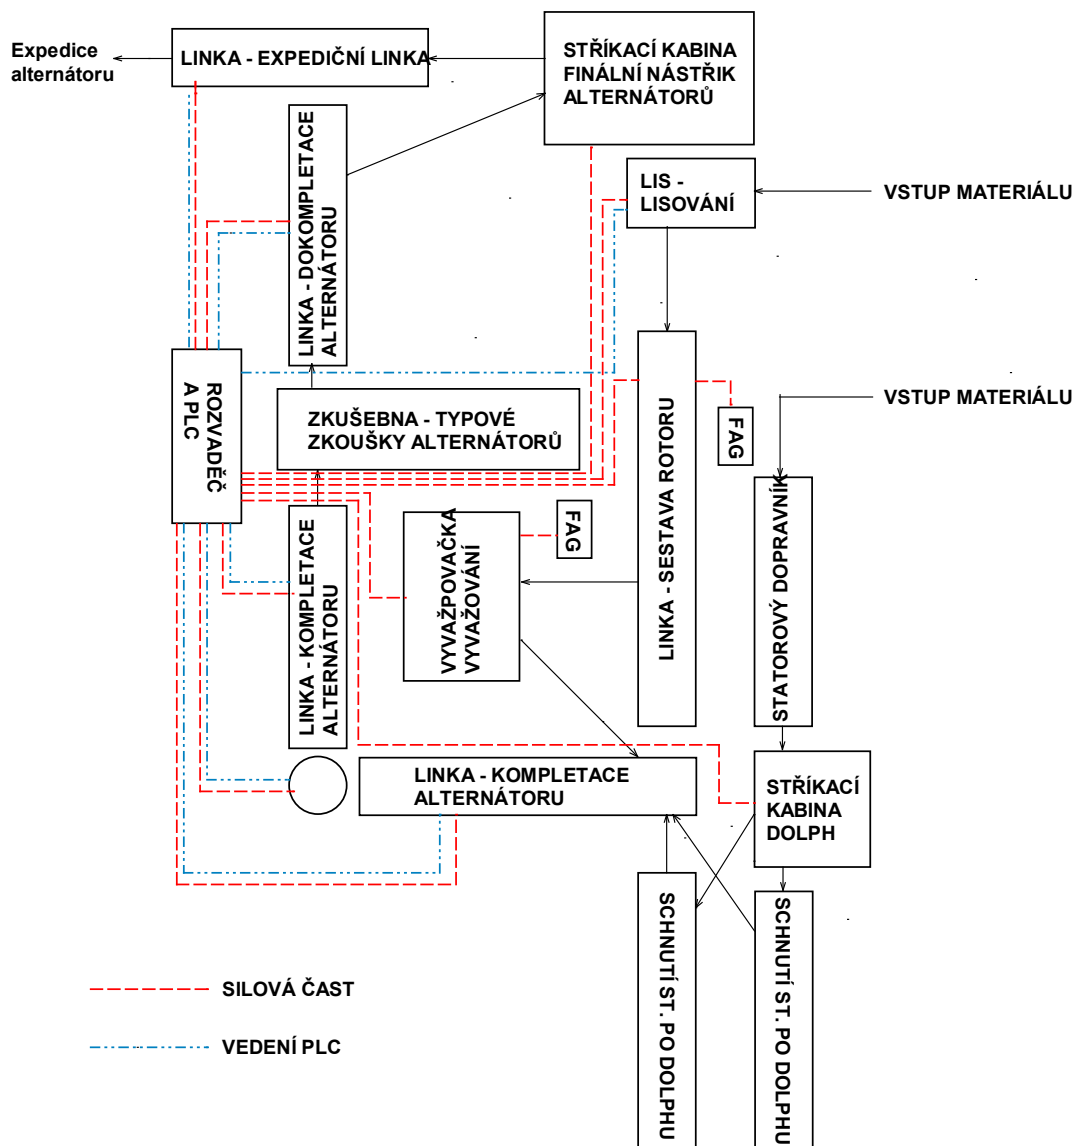 Expedice
alternátoru
LINKA - EXPEDIČNÍ LINKA
STŘÍKACÍ KABINA
FINÁLNÍ NÁSTŘIK
ALTERNÁTORŮ
LINKA - DOKOMPLETACE
ALTERNÁTORU
LIS -
LISOVÁNÍ
VSTUP MATERIÁLU
ROZVADĚČ
A PLC
ZKUŠEBNA - TYPOVÉ
ZKOUŠKY ALTERNÁTORŮ
LINKA - SESTAVA ROTORU
FAG
VSTUP MATERIÁLU
STATOROVÝ DOPRAVNÍK
LINKA - KOMPLETACE
ALTERNÁTORU
VYVAŽPOVAČKA
VYVAŽOVÁNÍ
FAG
LINKA - KOMPLETACE
ALTERNÁTORU
STŘÍKACÍ
KABINA
DOLPH
SCHNUTÍ ST. PO DOLPHU
SCHNUTÍ ST. PO DOLPHU
SILOVÁ ČAST
VEDENÍ PLC